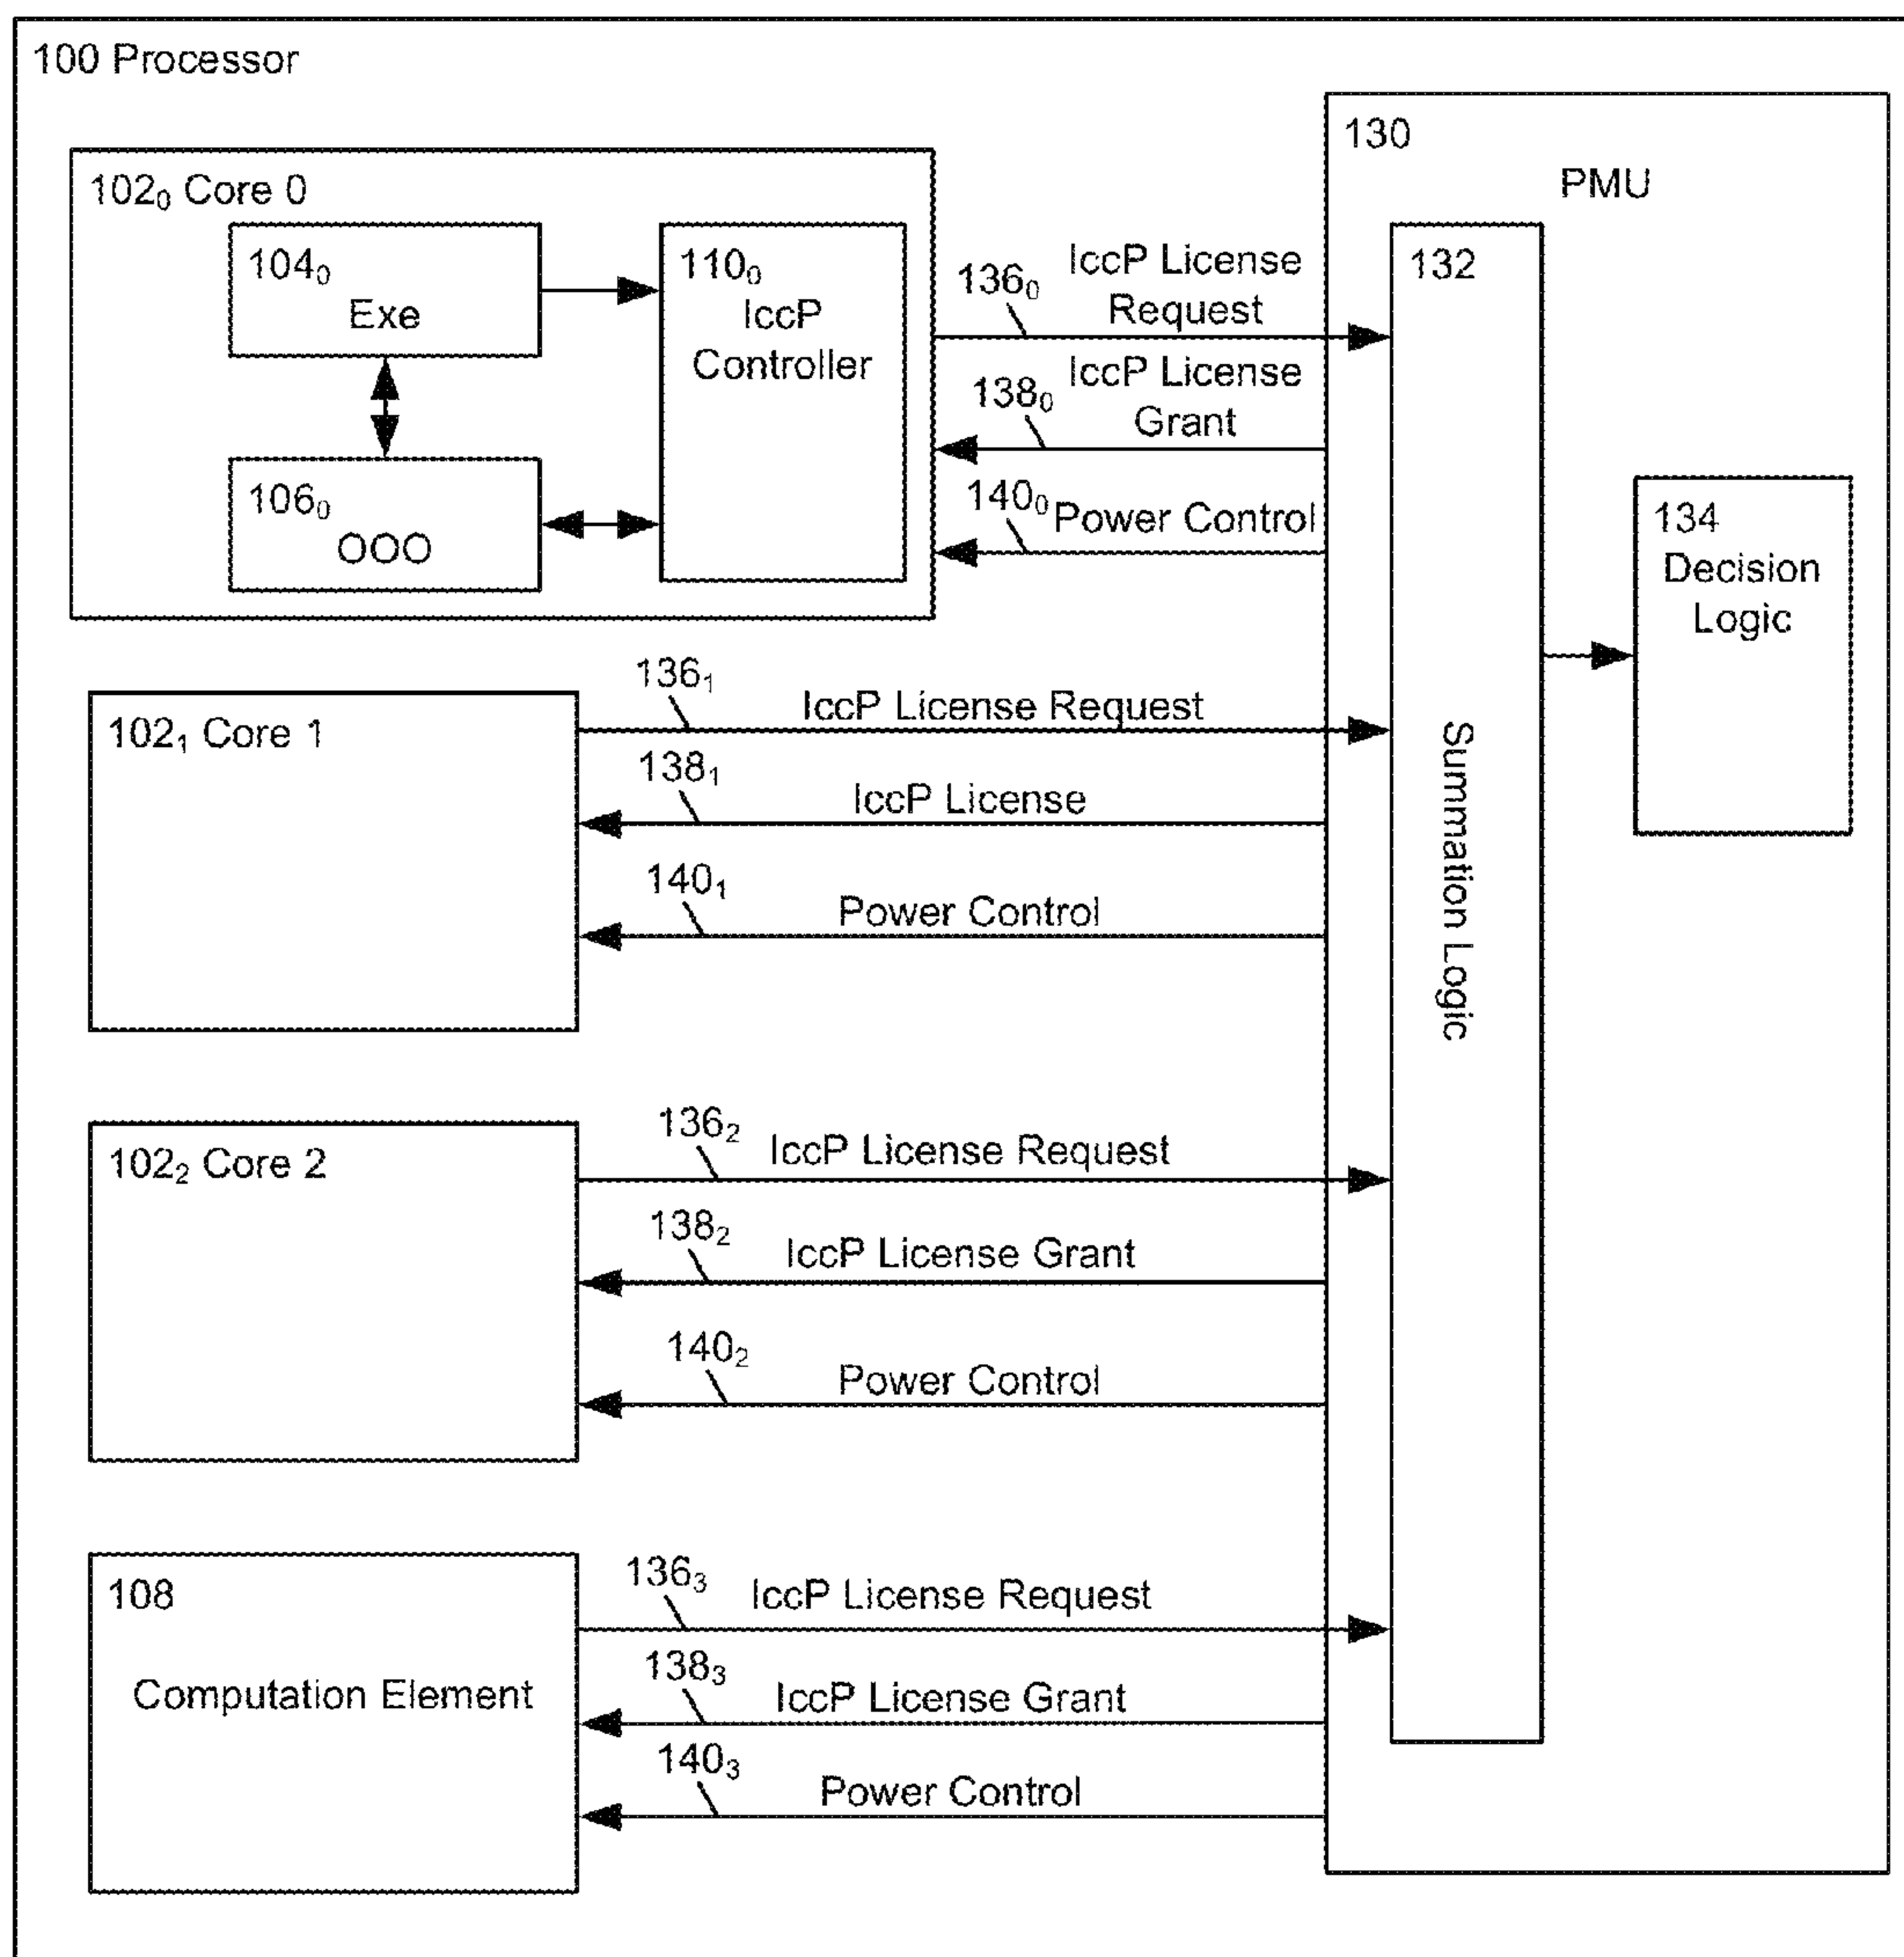 100 Processor
130
PMU
102₀ Core 0
104₀
Exe
110₀
IccP
Controller
106₀
OOO
136₀
IccP License
Request
138₀
IccP License
Grant
140₀
Power Control
132
Summation Logic
134
Decision
Logic
102₁ Core 1
136₁
IccP License Request
138₁
IccP License
140₁
Power Control
102₂ Core 2
136₂
IccP License Request
138₂
IccP License Grant
140₂
Power Control
108
Computation Element
136₃
IccP License Request
138₃
IccP License Grant
140₃
Power Control